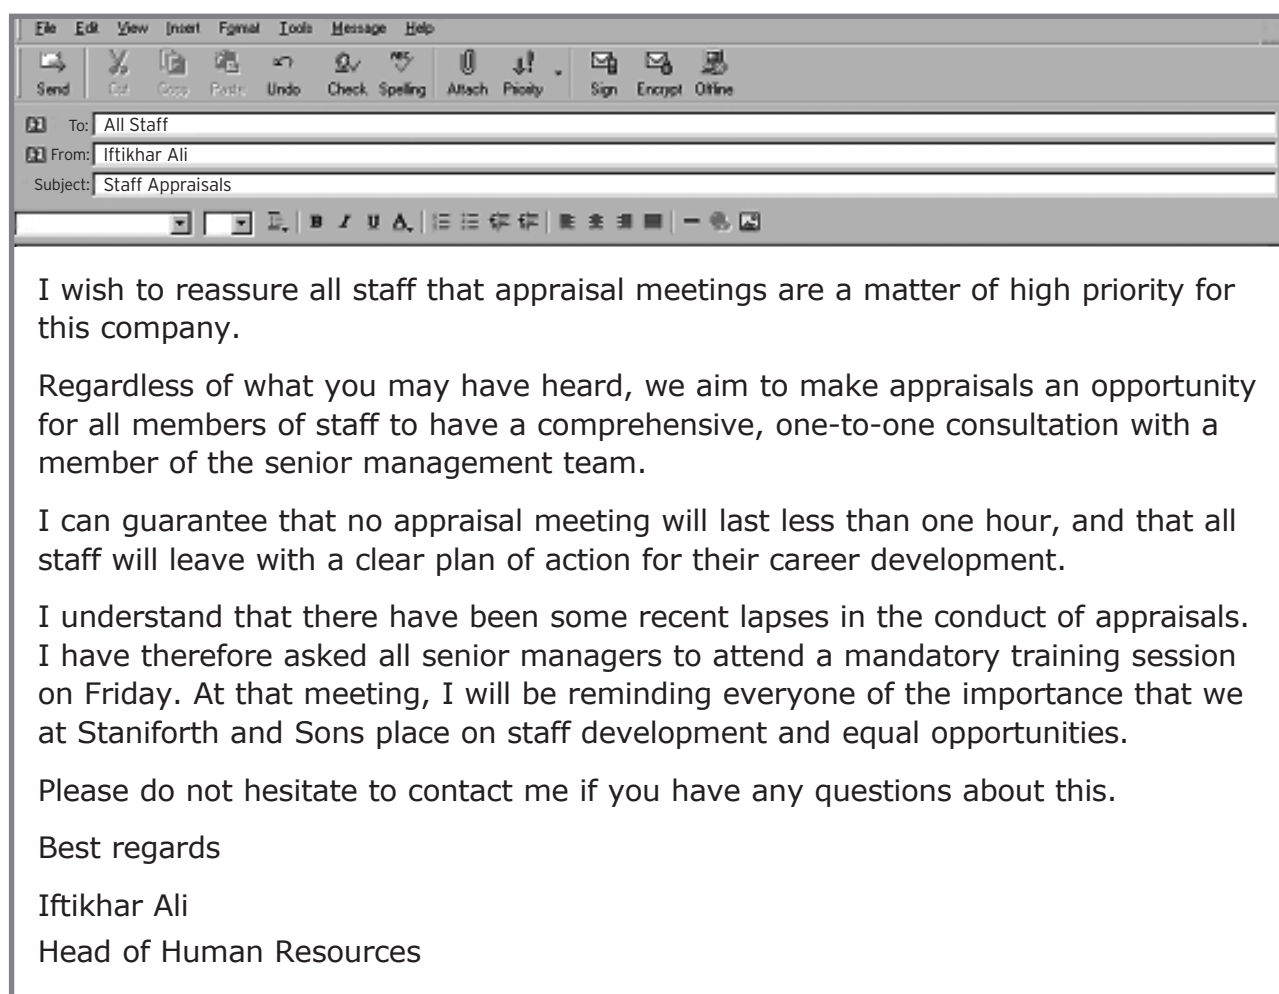 File Edit View Insert Format Tools Message Help
Send Cut Copy Paste Undo Check Spelling Attach Priority Sign Encrypt Offline
To: All Staff
From: Iftikhar Ali
Subject: Staff Appraisals
I wish to reassure all staff that appraisal meetings are a matter of high priority for
this company.
Regardless of what you may have heard, we aim to make appraisals an opportunity
for all members of staff to have a comprehensive, one-to-one consultation with a
member of the senior management team.
I can guarantee that no appraisal meeting will last less than one hour, and that all
staff will leave with a clear plan of action for their career development.
I understand that there have been some recent lapses in the conduct of appraisals.
I have therefore asked all senior managers to attend a mandatory training session
on Friday. At that meeting, I will be reminding everyone of the importance that we
at Staniforth and Sons place on staff development and equal opportunities.
Please do not hesitate to contact me if you have any questions about this.
Best regards
Iftikhar Ali
Head of Human Resources